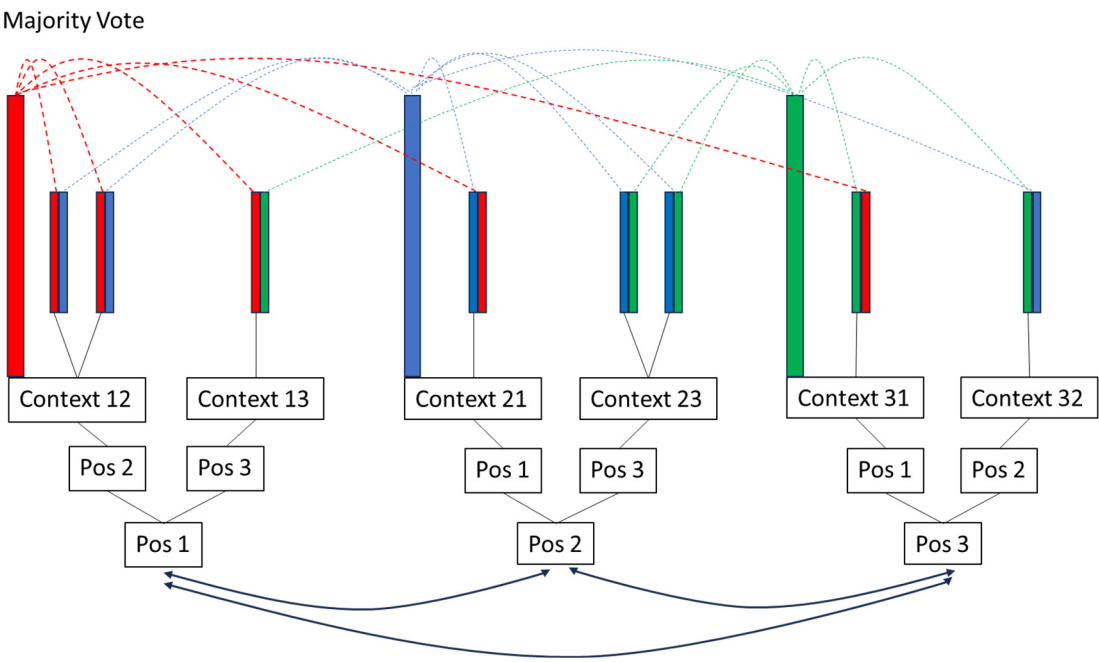 Majority Vote
Context 12
Context 13
Context 21
Context 23
Context 31
Context 32
Pos 2
Pos 3
Pos 1
Pos 3
Pos 1
Pos 2
Pos 1
Pos 2
Pos 3